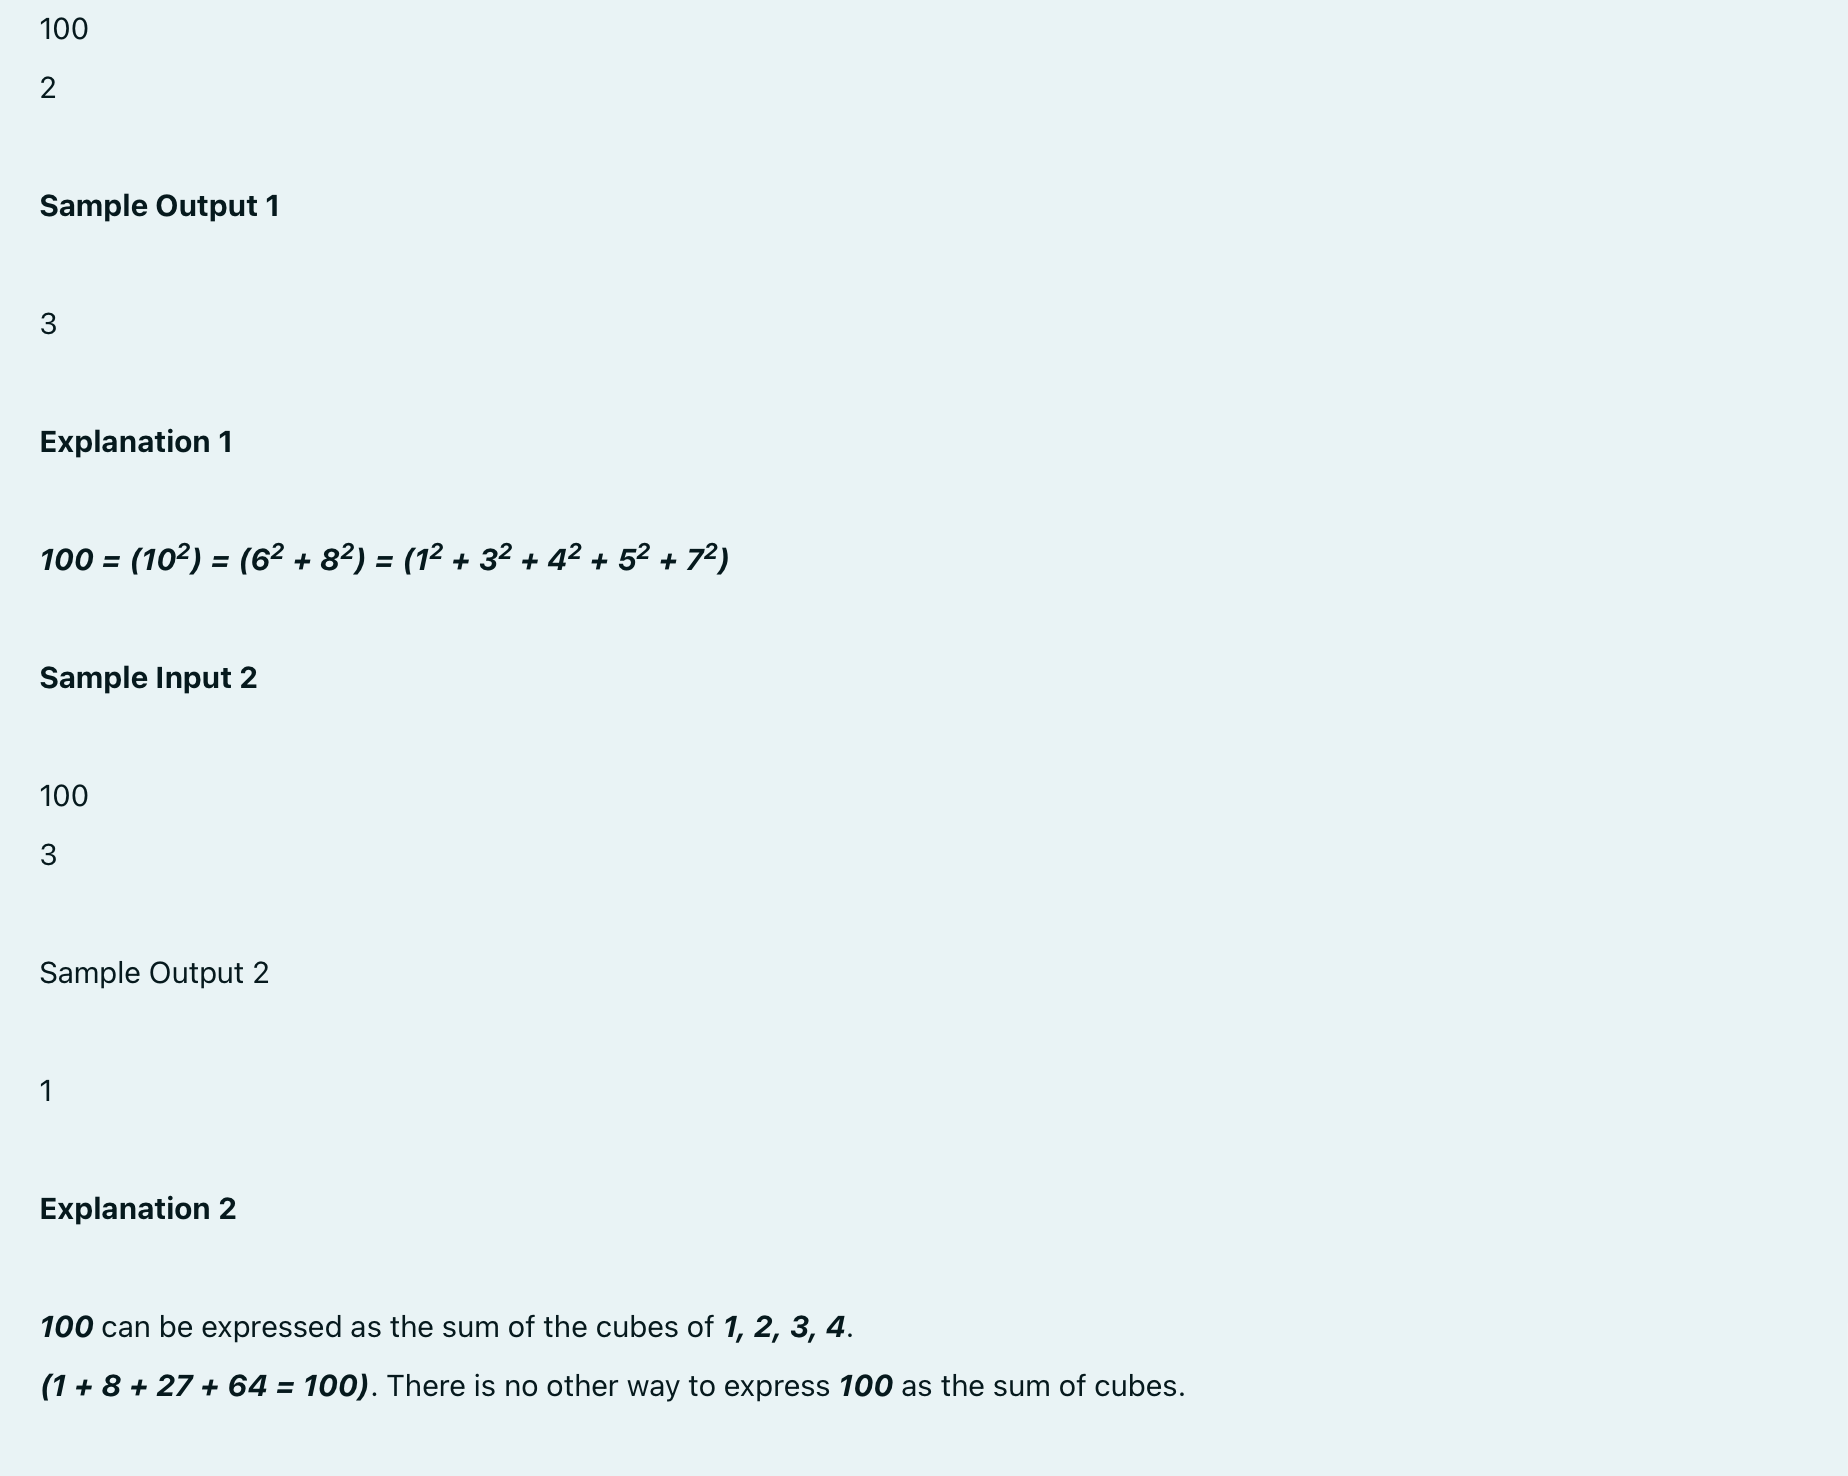 100
2
Sample Output 1
3
Explanation 1
100 = (10²) = (6² + 8²) = (1² + 3² + 4² + 5² + 7²)
Sample Input 2
100
3
Sample Output 2
1
Explanation 2
100 can be expressed as the sum of the cubes of 1, 2, 3, 4.
(1 + 8 + 27 + 64 = 100). There is no other way to express 100 as the sum of cubes.